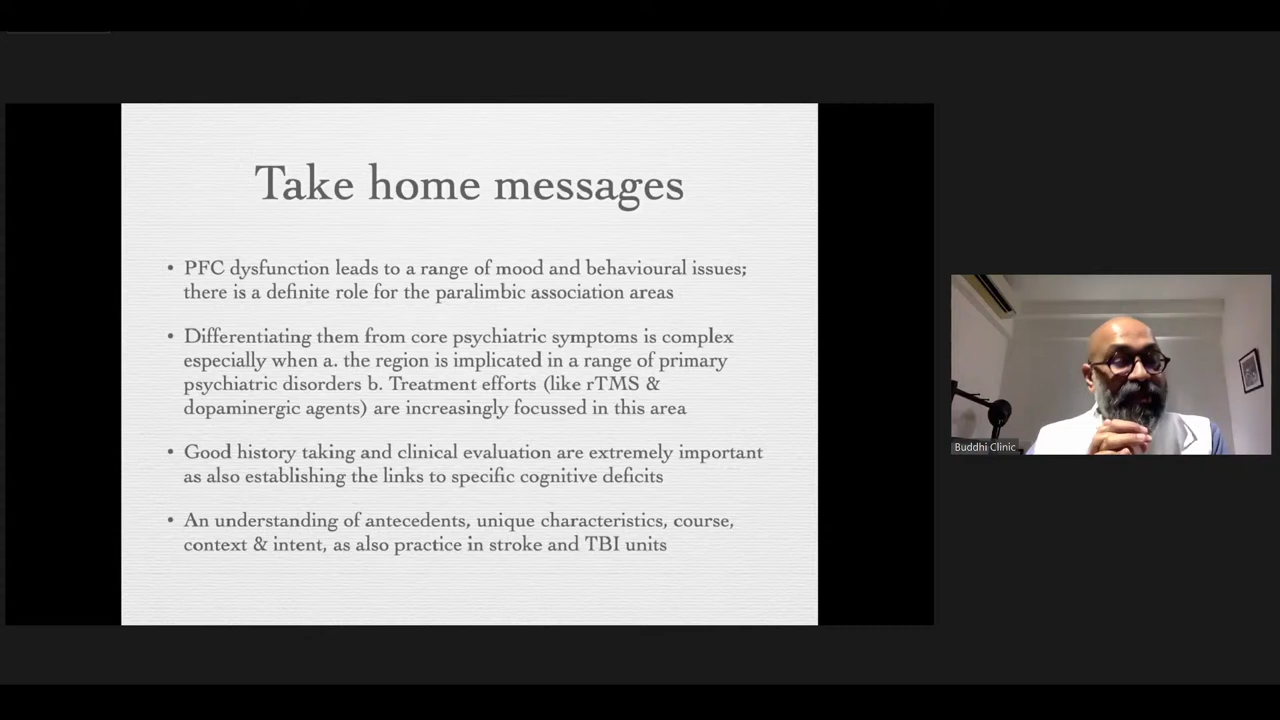 Take home messages
• PFC dysfunction leads to a range of mood and behavioural issues;
there is a definite role for the paralimbic association areas
• Differentiating them from core psychiatric symptoms is complex
especially when a. the region is implicated in a range of primary
psychiatric disorders b. Treatment efforts (like rTMS &
dopaminergic agents) are increasingly focussed in this area
• Good history taking and clinical evaluation are extremely important
as also establishing the links to specific cognitive deficits
• An understanding of antecedents, unique characteristics, course,
context & intent, as also practice in stroke and TBI units
Buddhi Clinic